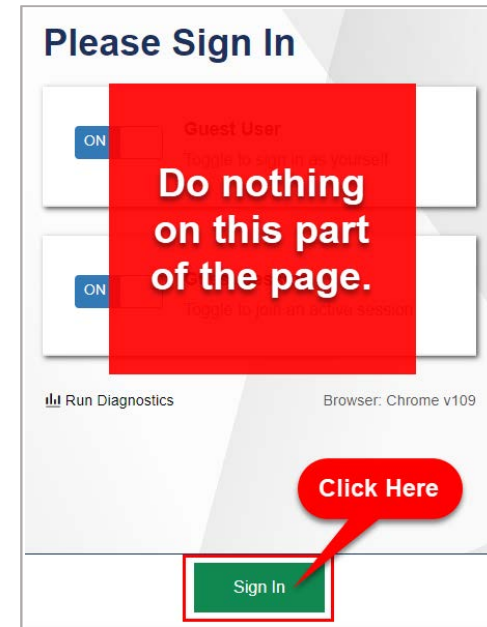 Please Sign In
ON
Guest User
Toggle to sign in as yourself
Do nothing
on this part
of the page.
ON
Toggle to join an active session
Run Diagnostics
Browser: Chrome v109
Click Here
Sign In